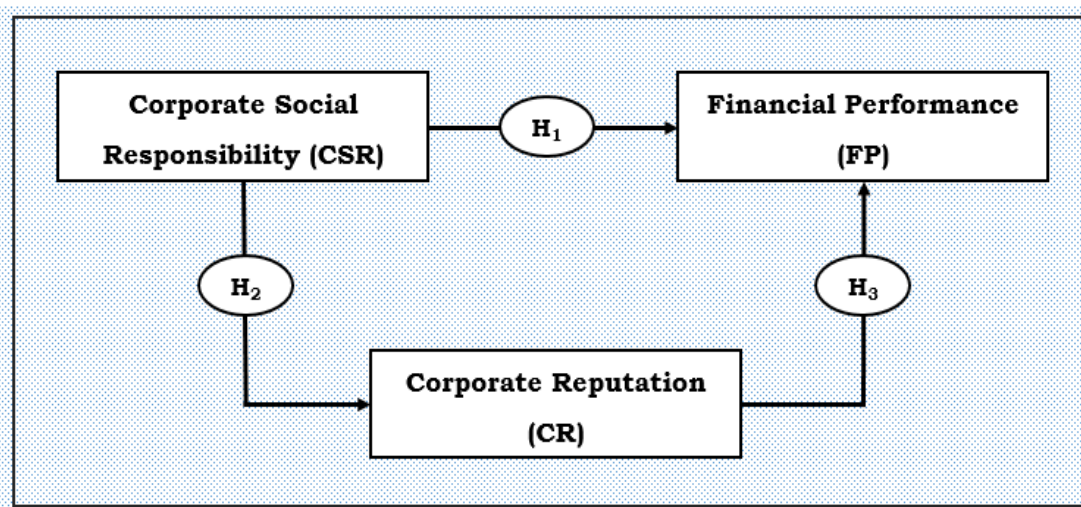 Corporate Social
Responsibility (CSR)
H₁
Financial Performance
(FP)
H₂
H₃
Corporate Reputation
(CR)